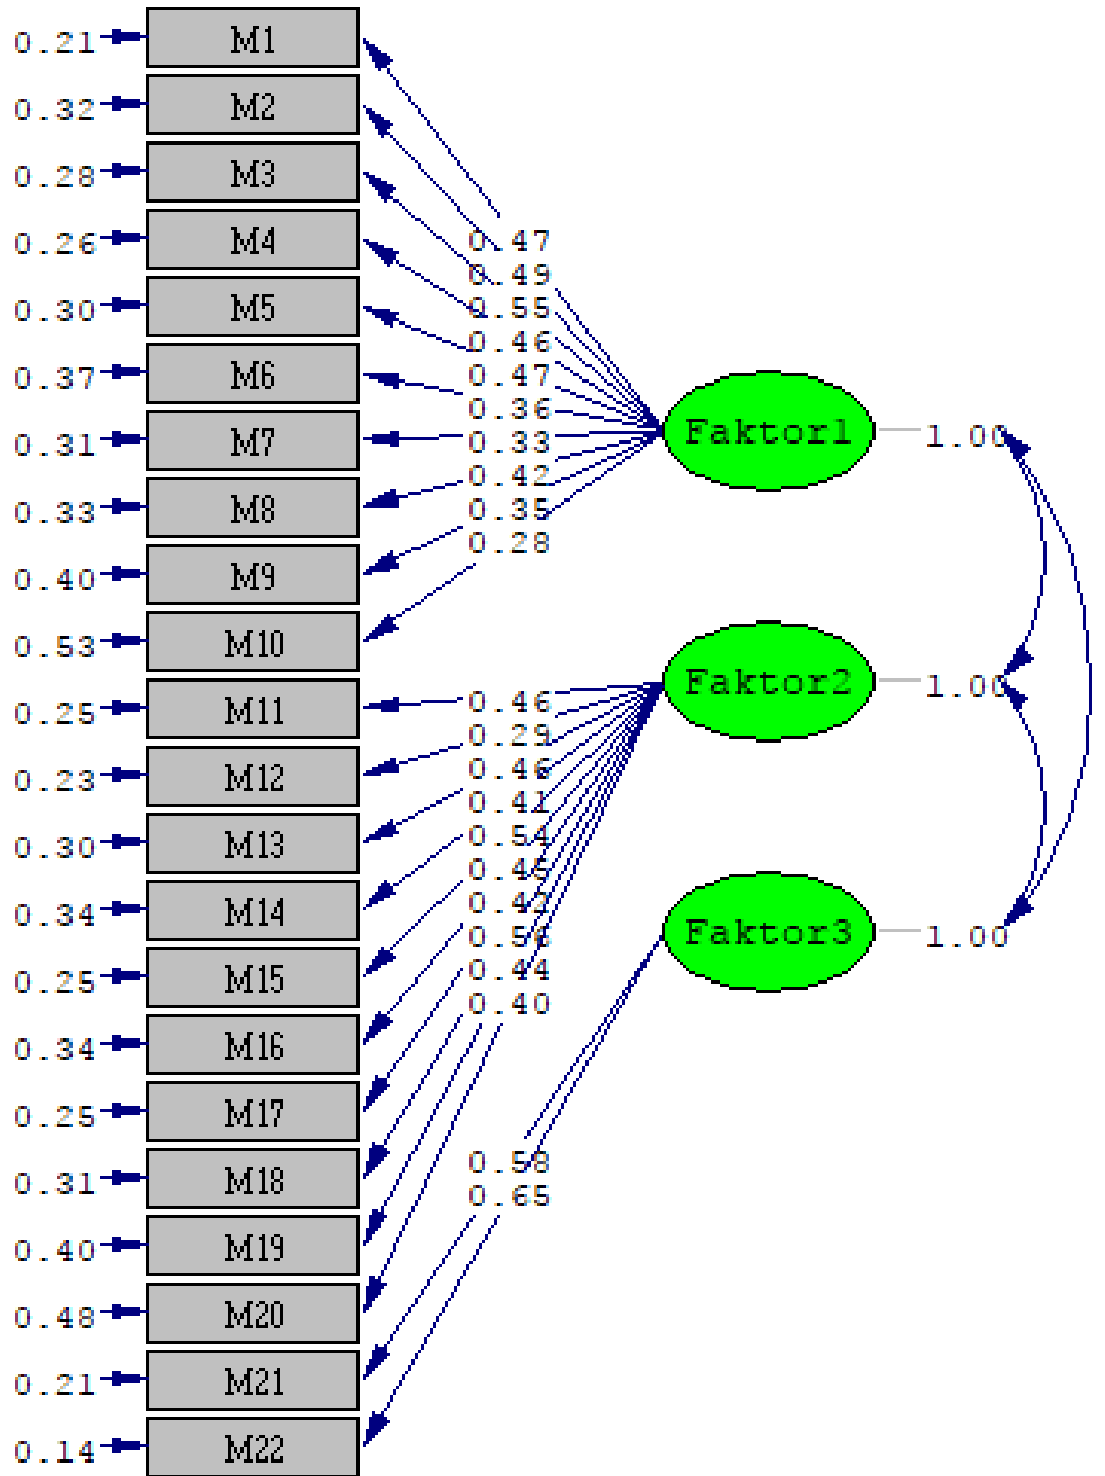 0.21 M1
0.32 M2
0.28 M3
0.26 M4
0.30 M5
0.37 M6
0.31 M7
0.33 M8
0.40 M9
0.53 M10
0.25 M11
0.23 M12
0.30 M13
0.34 M14
0.25 M15
0.34 M16
0.25 M17
0.31 M18
0.40 M19
0.48 M20
0.21 M21
0.14 M22
0.47
0.49
0.55
0.46
0.47
0.36
0.33
0.42
0.35
0.28
0.46
0.29
0.46
0.41
0.54
0.45
0.42
0.56
0.44
0.40
0.58
0.65
Faktor1 1.00
Faktor2 1.00
Faktor3 1.00